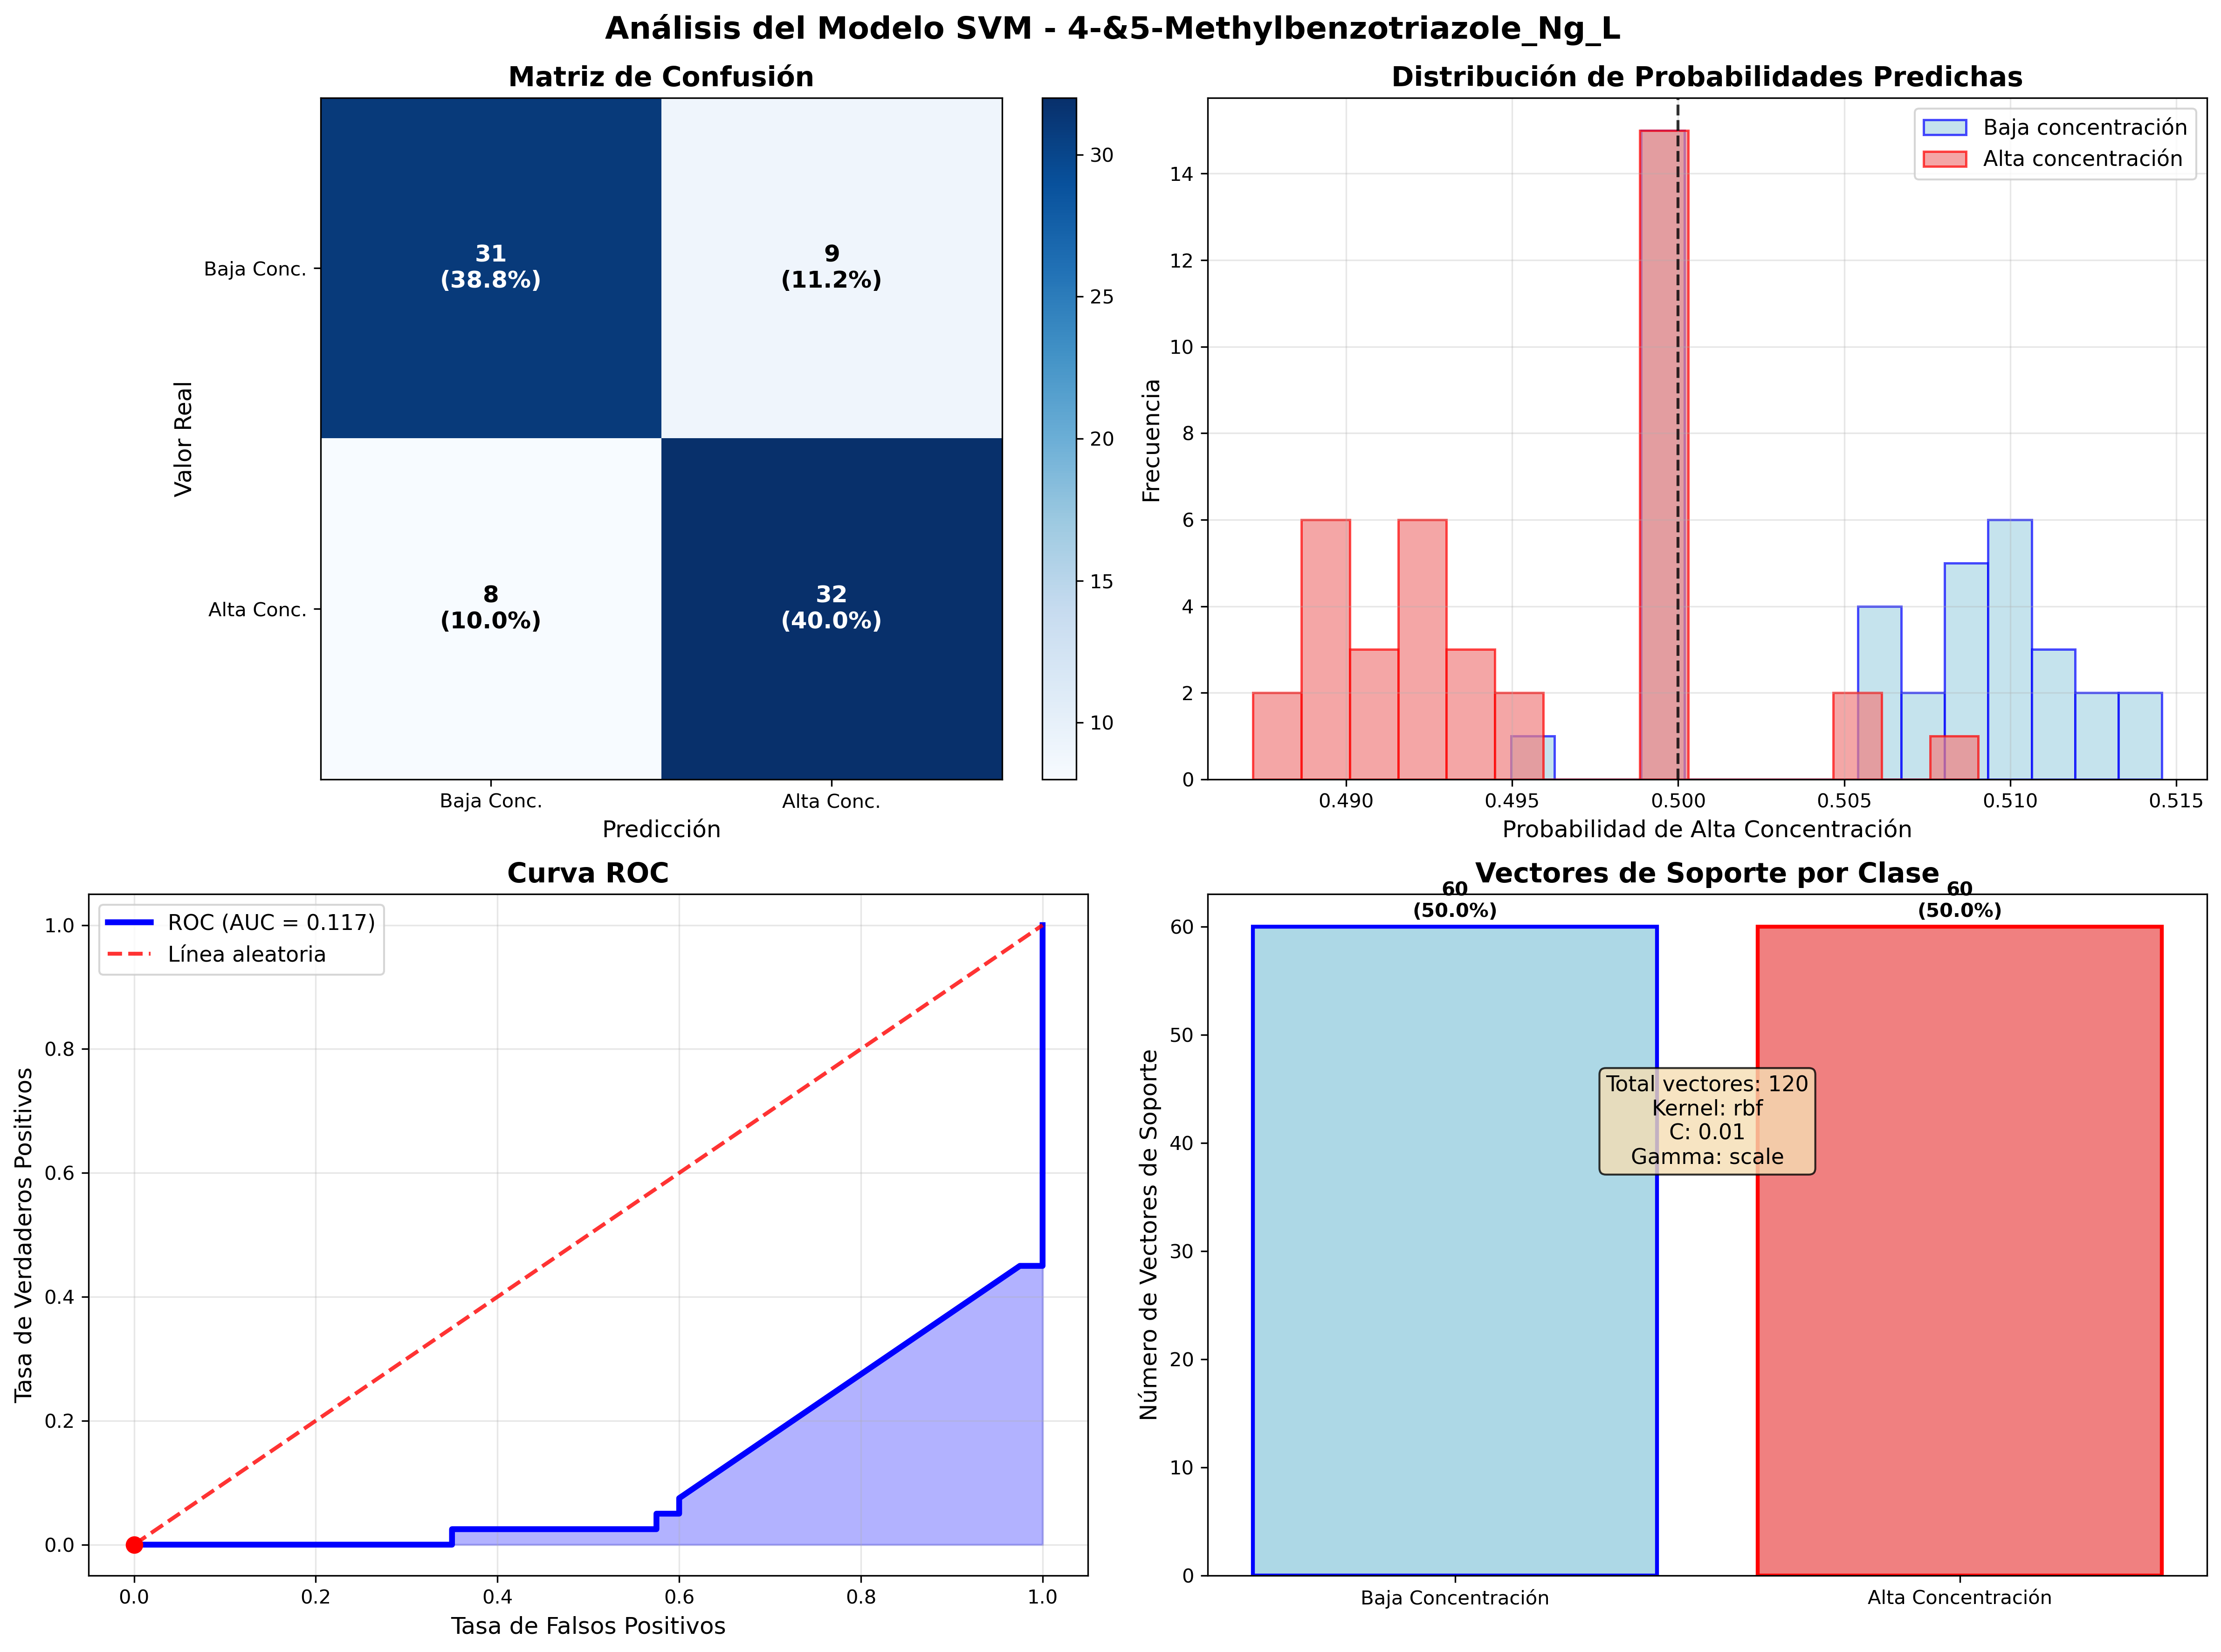 Análisis del Modelo SVM - 4-&5-Methylbenzotriazole_Ng_L
Matriz de Confusión
31
(38.8%)
9
(11.2%)
8
(10.0%)
32
(40.0%)
Baja Conc.
Alta Conc.
Valor Real
Baja Conc.
Alta Conc.
Predicción
30
25
20
15
10
Distribución de Probabilidades Predichas
Baja concentración
Alta concentración
14
12
10
8
6
4
2
0
Frecuencia
0.490
0.495
0.500
0.505
0.510
0.515
Probabilidad de Alta Concentración
Curva ROC
ROC (AUC = 0.117)
Línea aleatoria
1.0
0.8
0.6
0.4
0.2
0.0
Tasa de Verdaderos Positivos
0.0
0.2
0.4
0.6
0.8
1.0
Tasa de Falsos Positivos
Vectores de Soporte por Clase
60
(50.0%)
60
(50.0%)
Total vectores: 120
Kernel: rbf
C: 0.01
Gamma: scale
60
50
40
30
20
10
0
Número de Vectores de Soporte
Baja Concentración
Alta Concentración